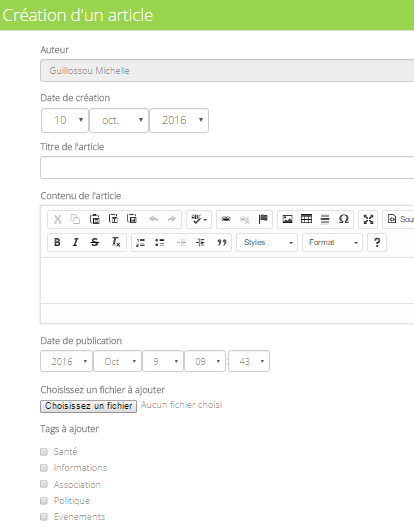 Création d'un article
Auteur
Guillossou Michelle
Date de création
10 oct. 2016
Titre de l'article
Contenu de l'article
Sou
B I S Tx Styles Format ?
Date de publication
2016 Oct 9 09 : 43
Choisissez un fichier à ajouter
Choisissez un fichier Aucun fichier choisi
Tags à ajouter
Santé
Informations
Association
Politique
Evenements